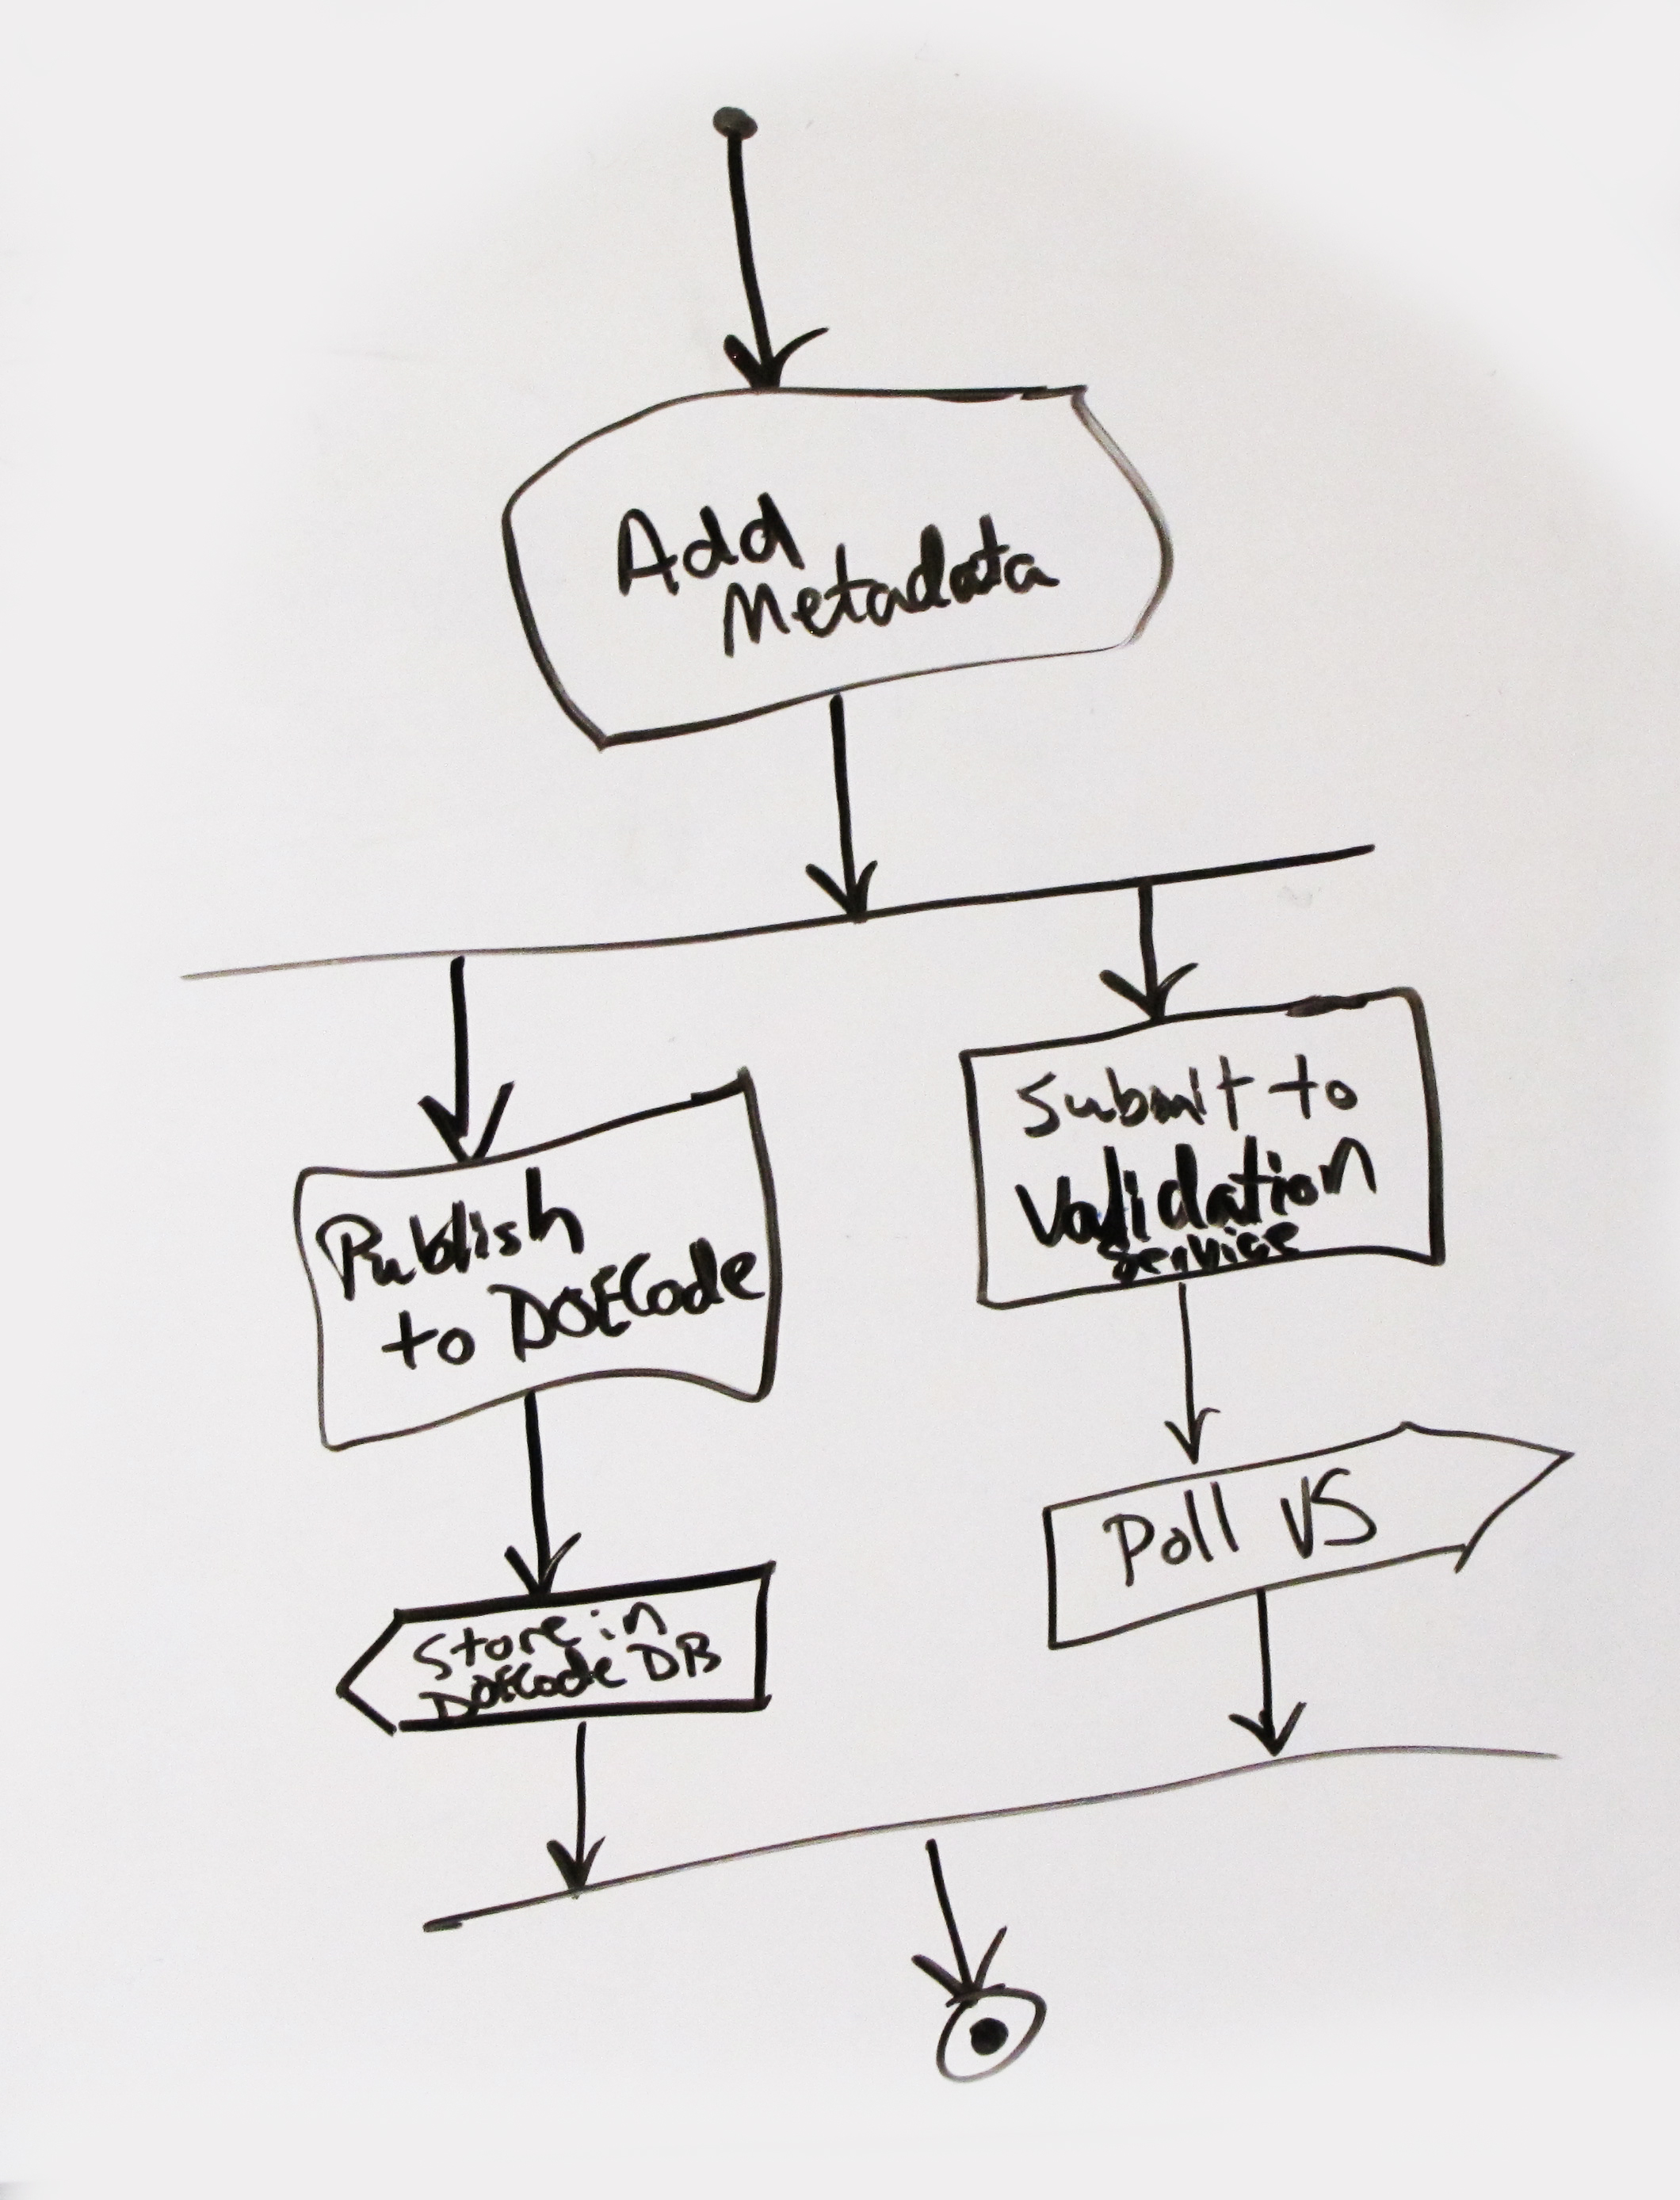 Add
Metadata
Publish
to DOECode
Submit to
Validation
Service
Store in
DOECode DB
Poll VS